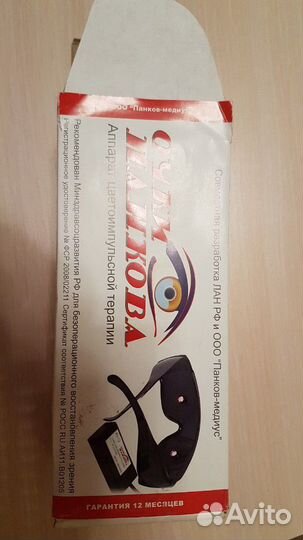 ООО "Панков-медиус"
Совместная разработка ЛАН РФ и ООО "Панков-медиус"
ОЧКИ
ПАНКОВА
Аппарат цветоимпульсной терапии
Рекомендован Минздравсоцразвития РФ для безоперационного восстановления зрения
Регистрационное удостоверение № ФСР 2008/02211 Сертификат соответствия № РОСС RU.АИ11.В01205
ГАРАНТИЯ 12 МЕСЯЦЕВ
Avito